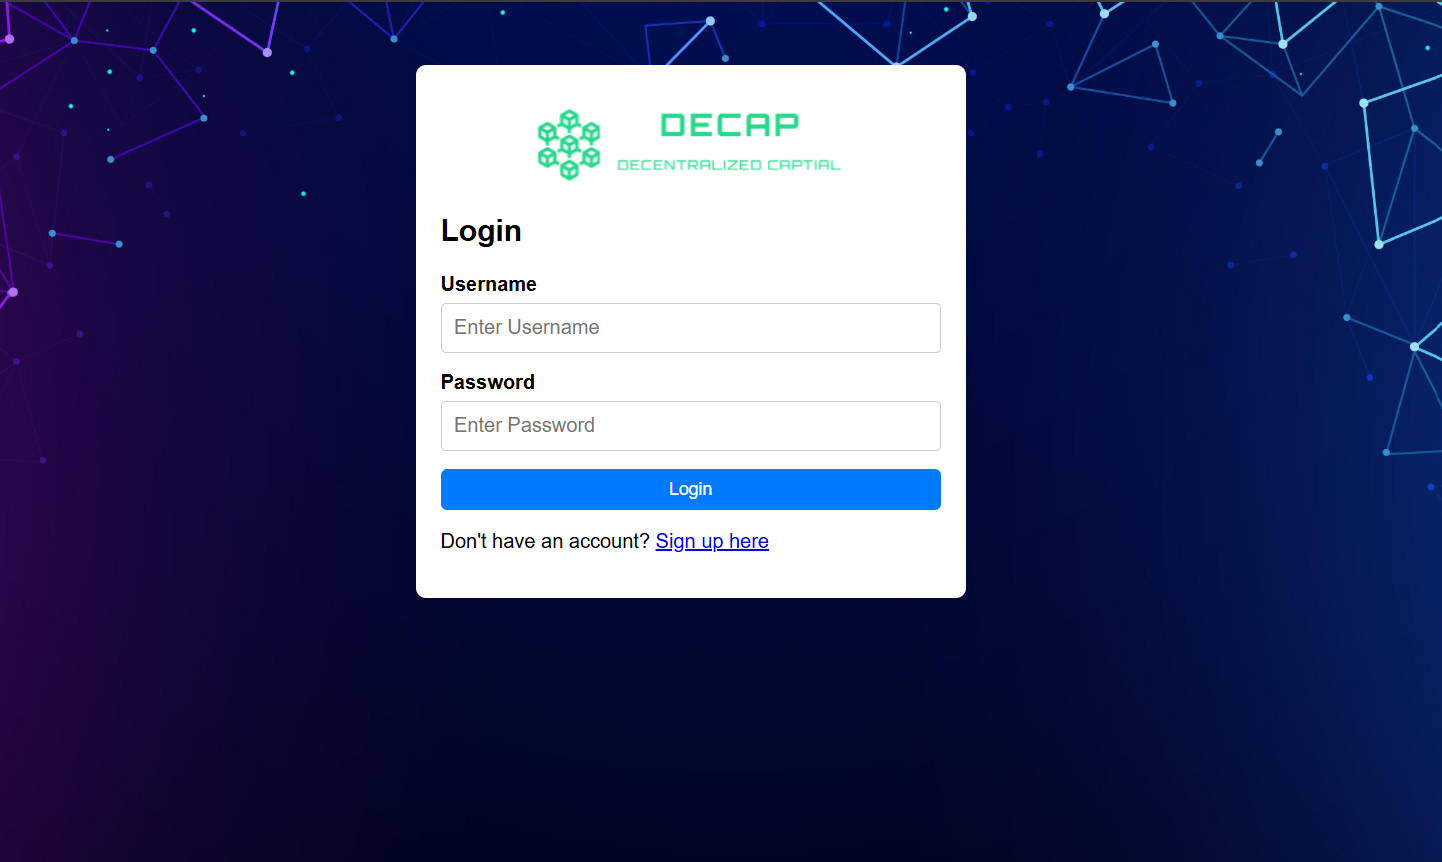 DECAP
DECENTRALIZED CAPTIAL
Login
Username
Enter Username
Password
Enter Password
Login
Don't have an account? Sign up here